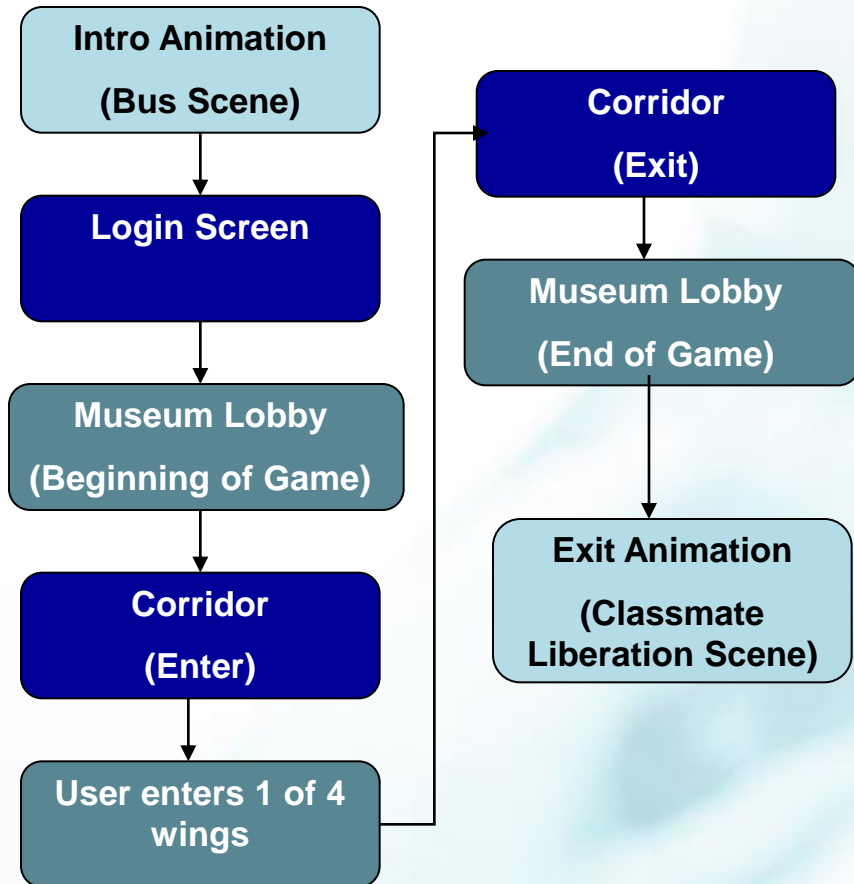 Intro Animation
(Bus Scene)
Login Screen
Museum Lobby
(Beginning of Game)
Corridor
(Enter)
User enters 1 of 4
wings
Corridor
(Exit)
Museum Lobby
(End of Game)
Exit Animation
(Classmate
Liberation Scene)